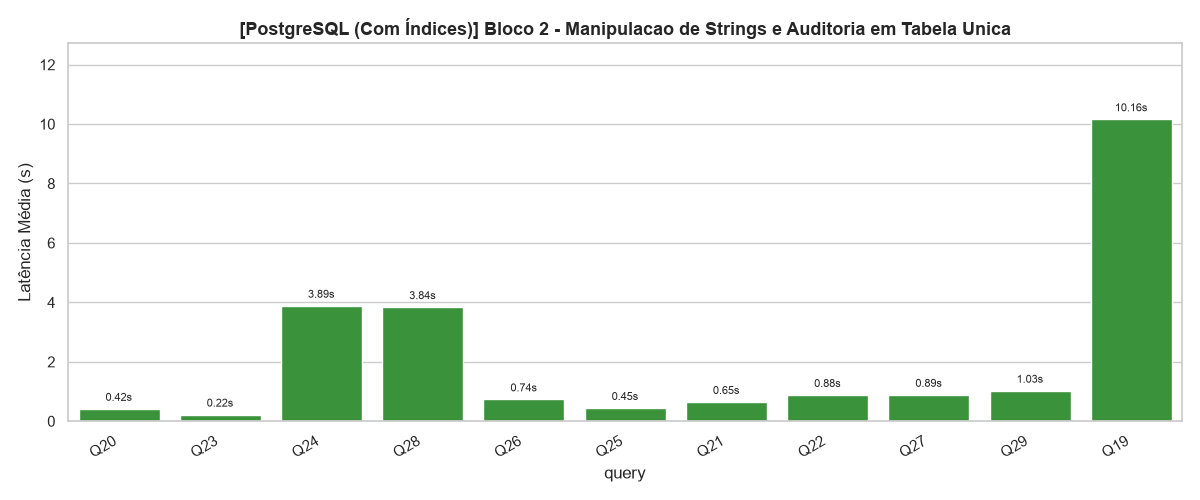 [PostgreSQL (Com Índices)] Bloco 2 - Manipulacao de Strings e Auditoria em Tabela Unica
Latência Média (s)
12
10
8
6
4
2
0
0.42s
0.22s
3.89s
3.84s
0.74s
0.45s
0.65s
0.88s
0.89s
1.03s
10.16s
Q20
Q23
Q24
Q28
Q26
Q25
Q21
Q22
Q27
Q29
Q19
query